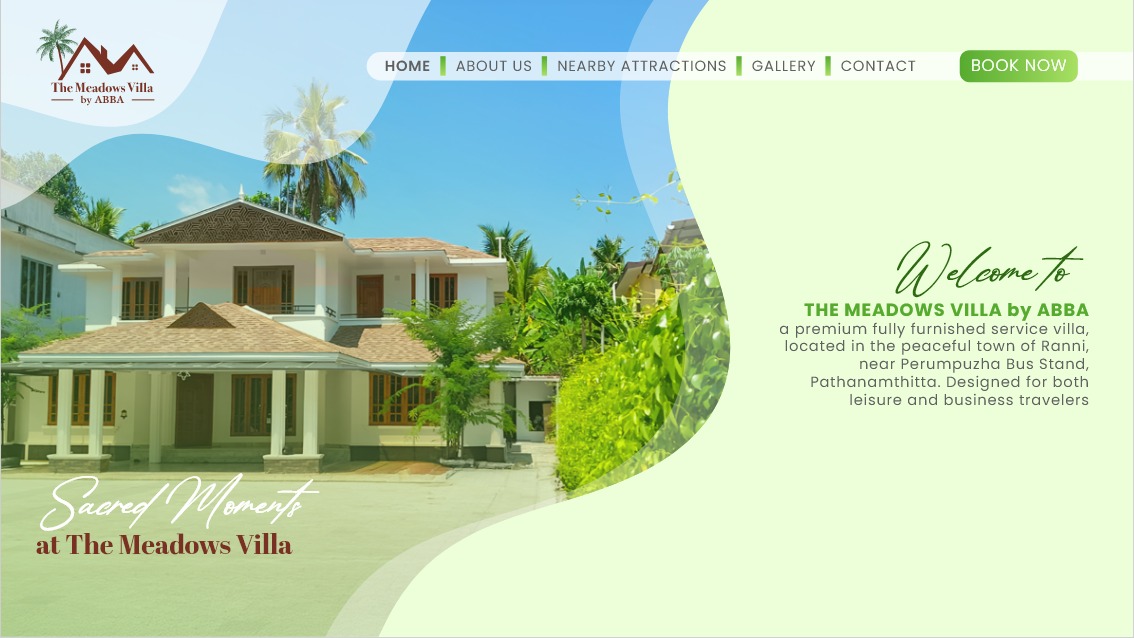 The Meadows Villa
by ABBA
HOME
ABOUT US
NEARBY ATTRACTIONS
GALLERY
CONTACT
BOOK NOW
Welcome to
THE MEADOWS VILLA by ABBA
a premium fully furnished service villa,
located in the peaceful town of Ranni,
near Perumpuzha Bus Stand,
Pathanamthitta. Designed for both
leisure and business travelers
Sacred Moments
at The Meadows Villa